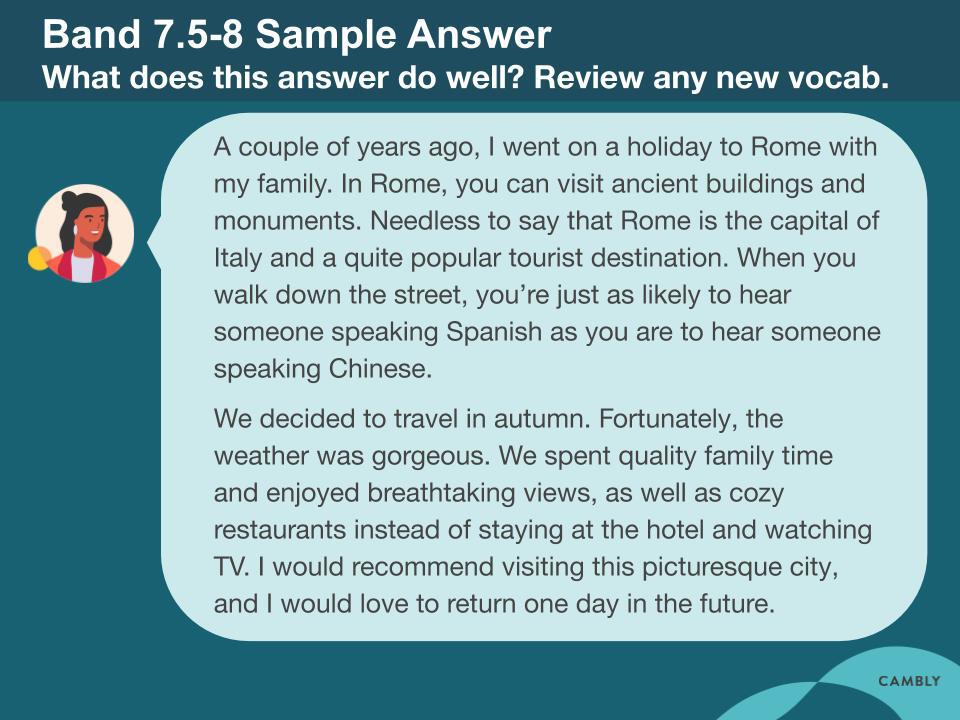 Band 7.5-8 Sample Answer
What does this answer do well? Review any new vocab.
A couple of years ago, I went on a holiday to Rome with
my family. In Rome, you can visit ancient buildings and
monuments. Needless to say that Rome is the capital of
Italy and a quite popular tourist destination. When you
walk down the street, you’re just as likely to hear
someone speaking Spanish as you are to hear someone
speaking Chinese.
We decided to travel in autumn. Fortunately, the
weather was gorgeous. We spent quality family time
and enjoyed breathtaking views, as well as cozy
restaurants instead of staying at the hotel and watching
TV. I would recommend visiting this picturesque city,
and I would love to return one day in the future.
CAMBLY